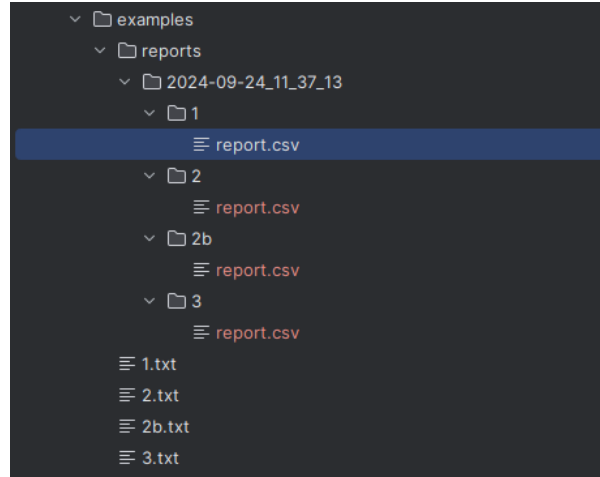 examples
reports
2024-09-24_11_37_13
1
report.csv
2
report.csv
2b
report.csv
3
report.csv
1.txt
2.txt
2b.txt
3.txt